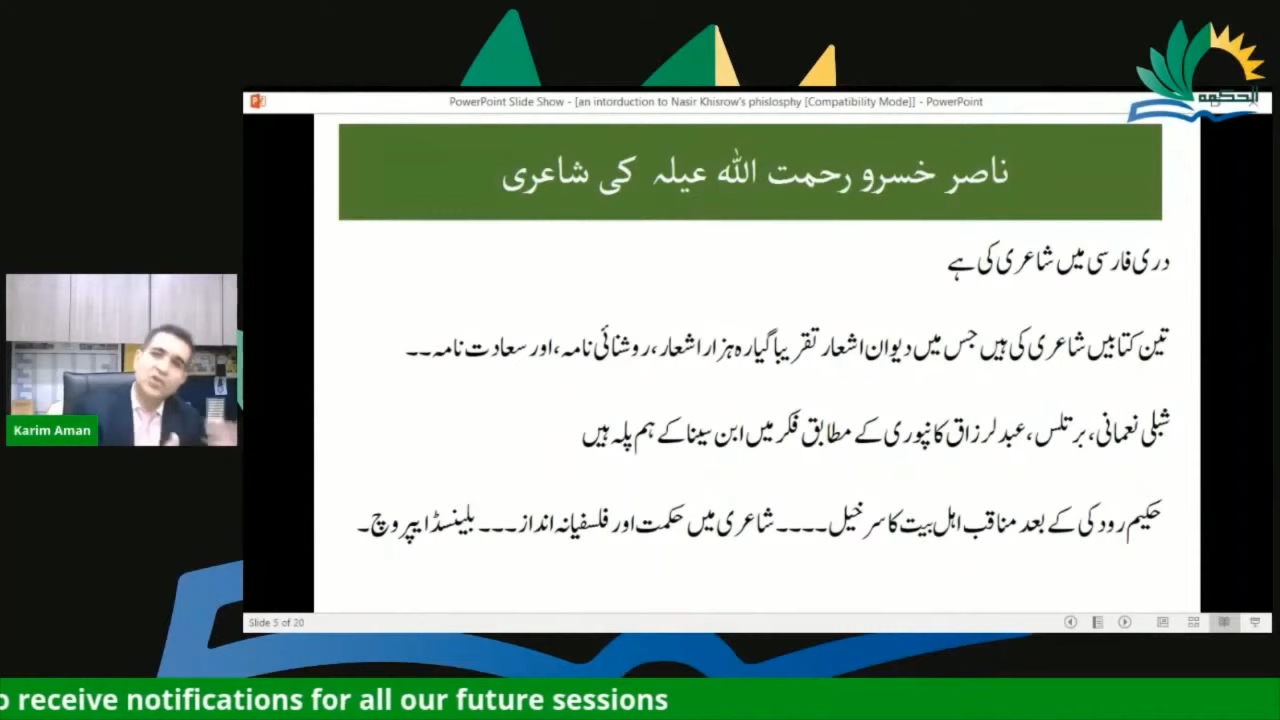 الحکمہ
PowerPoint Slide Show - [an intorduction to Nasir Khisrow's phislosphy [Compatibility Mode]] - PowerPoint
ناصر خسرو رحمت اللہ عیلہ کی شاعری
دری فارسی میں شاعری کی ہے
تین کتابیں شاعری کی ہیں جس میں دیوان اشعار تقریبا گیارہ ہزار اشعار، روشنائی نامہ، اور سعادت نامہ۔۔
شبلی نعمانی، برتلس، عبدلرزاق کانپوری کے مطابق فکر میں ابن سینا کے ہم پلہ ہیں
حکیم رودکی کے بعد مناقب اہل بیت کا سرخیل۔۔۔۔ شاعری میں حکمت اور فلسفیانہ انداز۔۔۔ بلینسڈ اپپروچ۔
Karim Aman
Slide 5 of 20
o receive notifications for all our future sessions